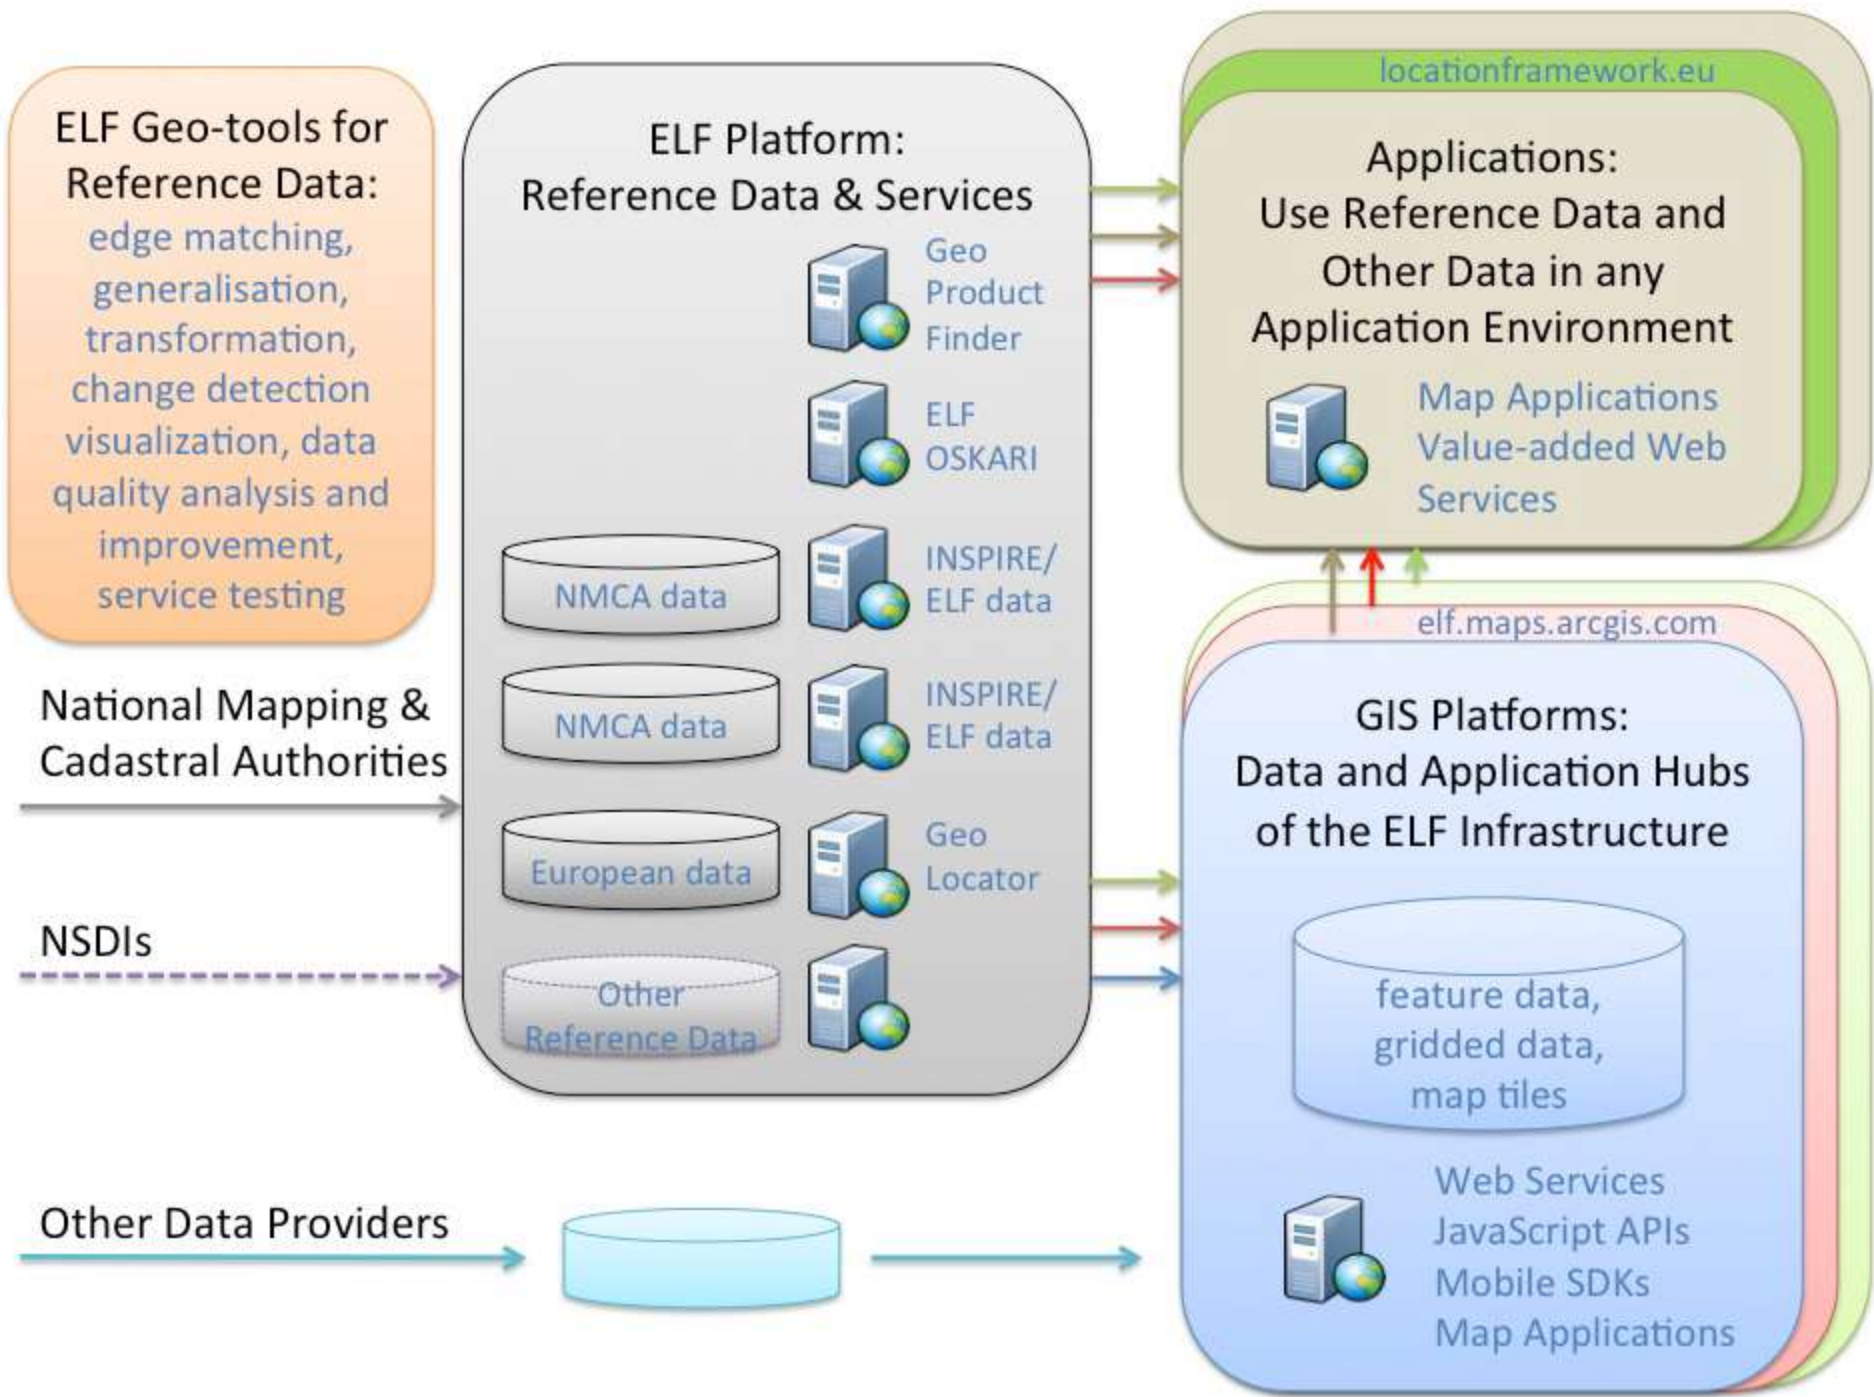 ELF Geo-tools for
Reference Data:
edge matching,
generalisation,
transformation,
change detection
visualization, data
quality analysis and
improvement,
service testing
National Mapping &
Cadastral Authorities
NSDIs
Other Data Providers
ELF Platform:
Reference Data & Services
Geo
Product
Finder
ELF
OSKARI
NMCA data
INSPIRE/
ELF data
NMCA data
INSPIRE/
ELF data
European data
Geo
Locator
Other
Reference Data
locationframework.eu
Applications:
Use Reference Data and
Other Data in any
Application Environment
Map Applications
Value-added Web
Services
elf.maps.arcgis.com
GIS Platforms:
Data and Application Hubs
of the ELF Infrastructure
feature data,
gridded data,
map tiles
Web Services
JavaScript APIs
Mobile SDKs
Map Applications